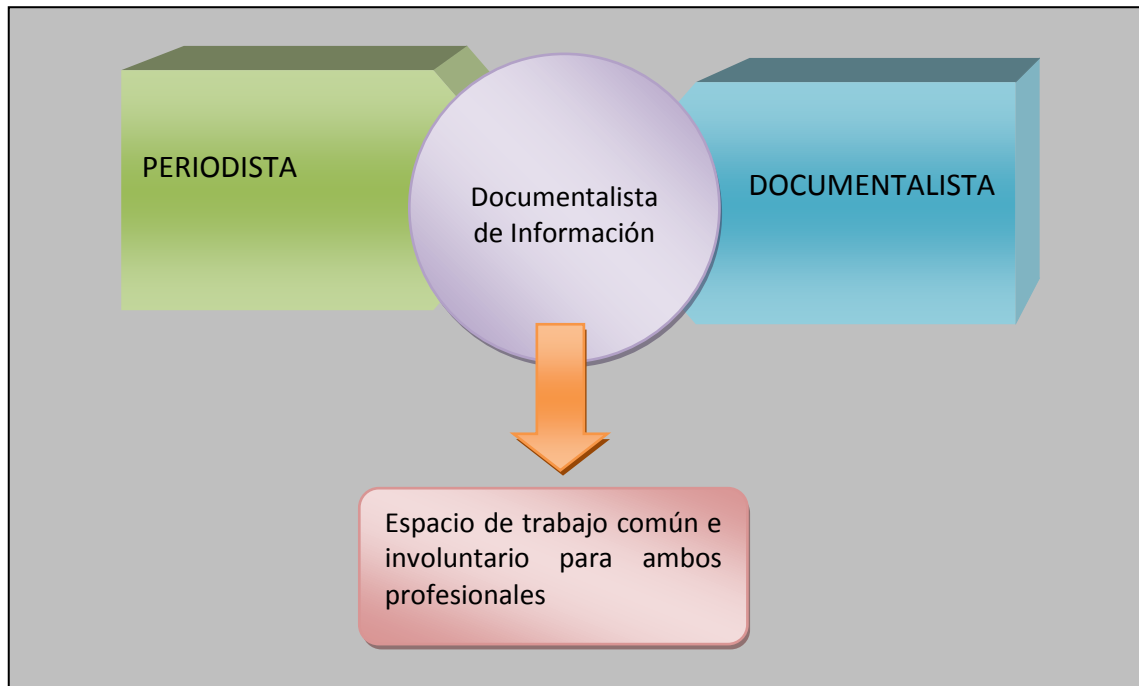 PERIODISTA
Documentalista
de Información
DOCUMENTALISTA
Espacio de trabajo común e
involuntario para ambos
profesionales